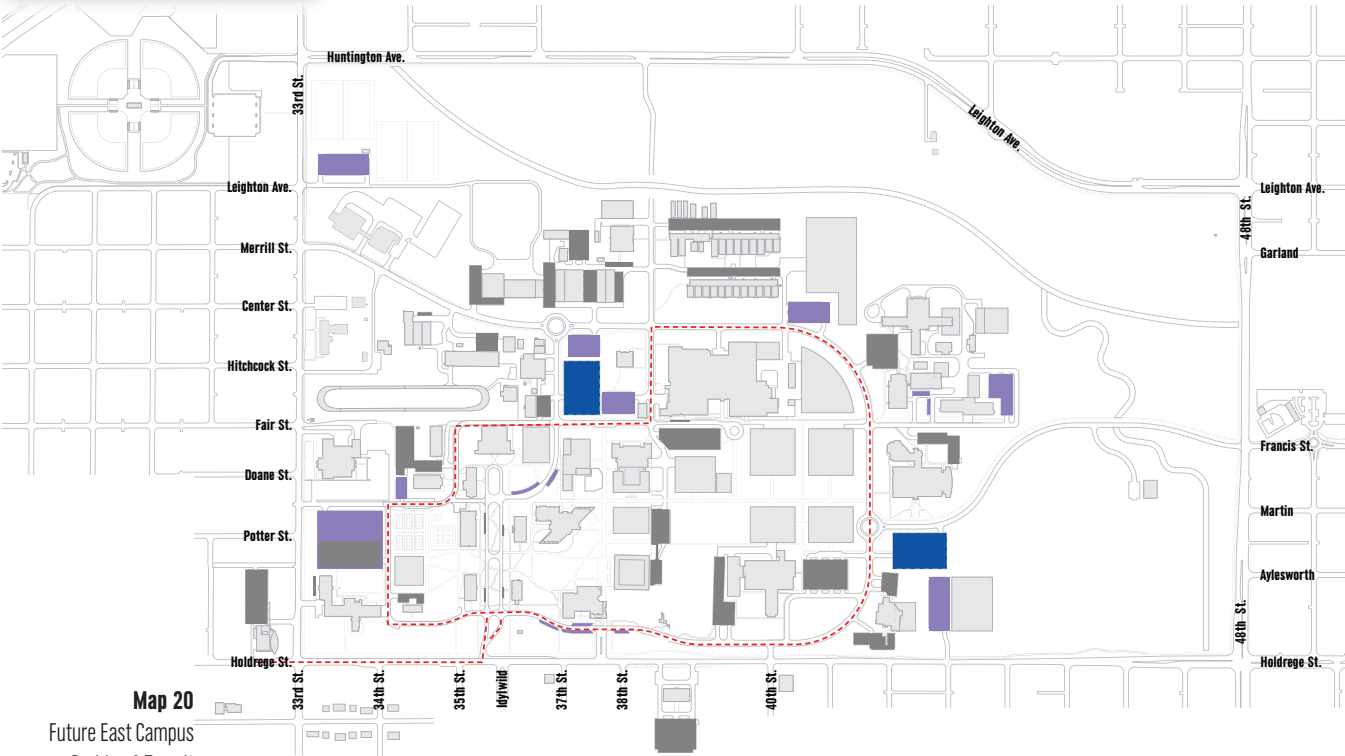 Huntington Ave.
33rd St.
Leighton Ave.
Leighton Ave.
Leighton Ave.
48th St.
Merrill St.
Garland
Center St.
Hitchcock St.
Fair St.
Francis St.
Doane St.
Martin
Potter St.
Aylesworth
48th St.
Holdrege St.
Holdrege St.
33rd St.
34th St.
35th St.
Idylwild
37th St.
38th St.
40th St.
Map 20
Future East Campus